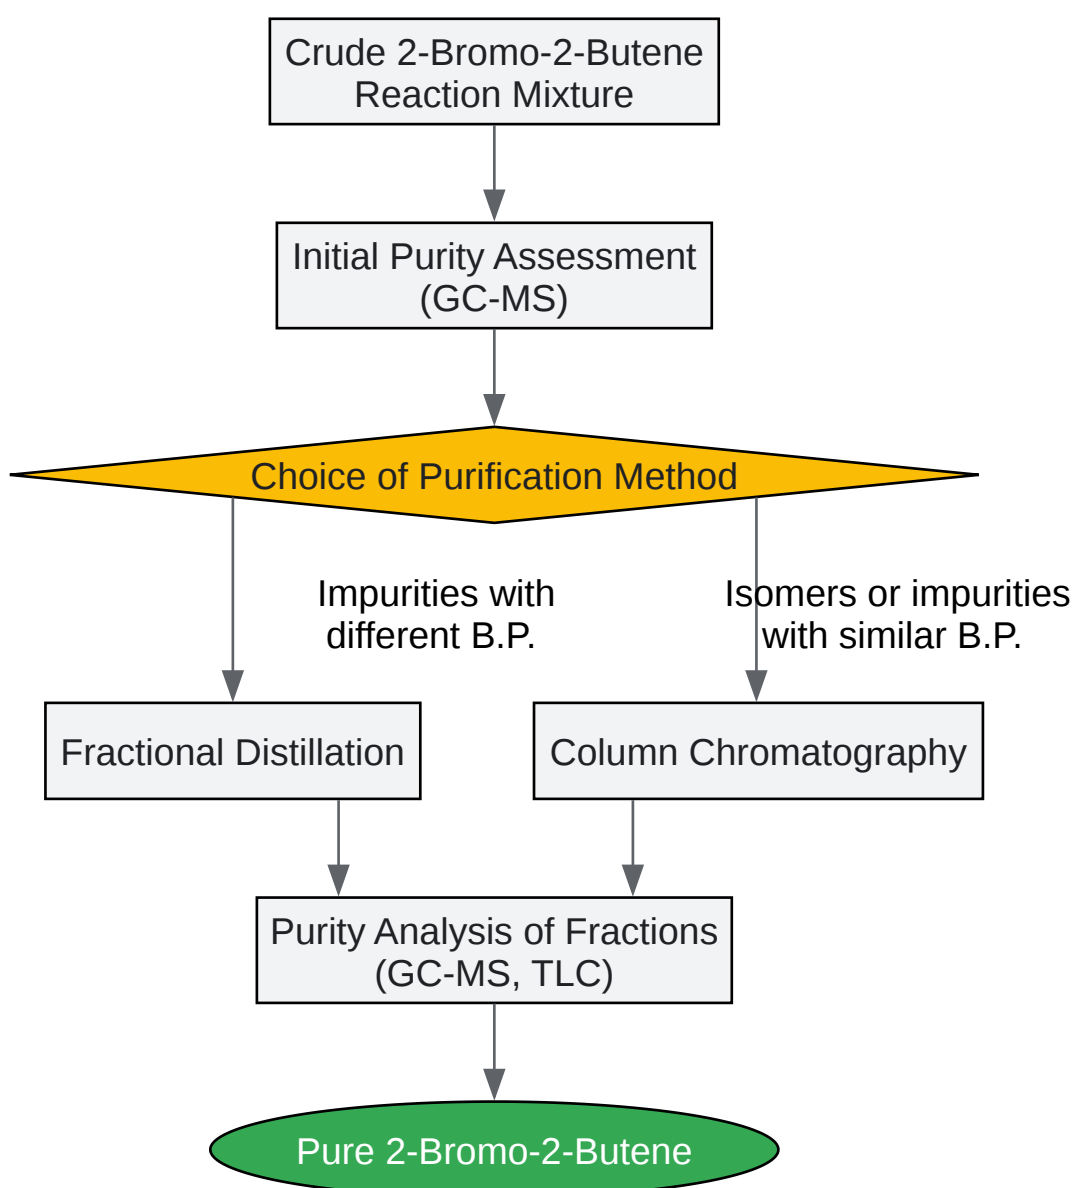 Crude 2-Bromo-2-Butene
Reaction Mixture
Initial Purity Assessment
(GC-MS)
Choice of Purification Method
Impurities with
different B.P.
Isomers or impurities
with similar B.P.
Fractional Distillation
Column Chromatography
Purity Analysis of Fractions
(GC-MS, TLC)
Pure 2-Bromo-2-Butene